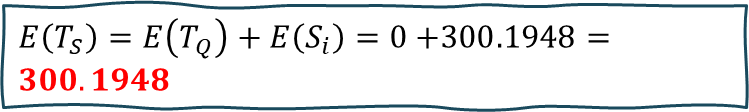 E(T_S) = E(T_Q) + E(S_i) = 0 +300.1948 =
300.1948